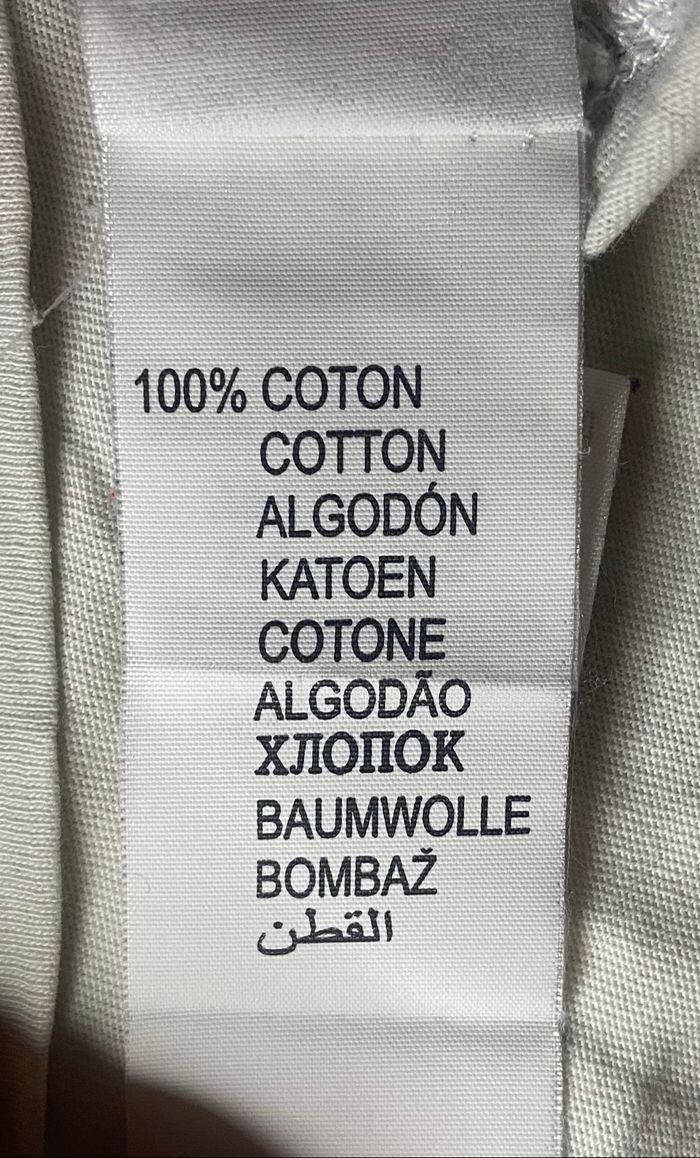 100% COTON
COTTON
ALGODÓN
KATOEN
COTONE
ALGODÃO
ХЛОПОК
BAUMWOLLE
BOMBAŽ
القطن